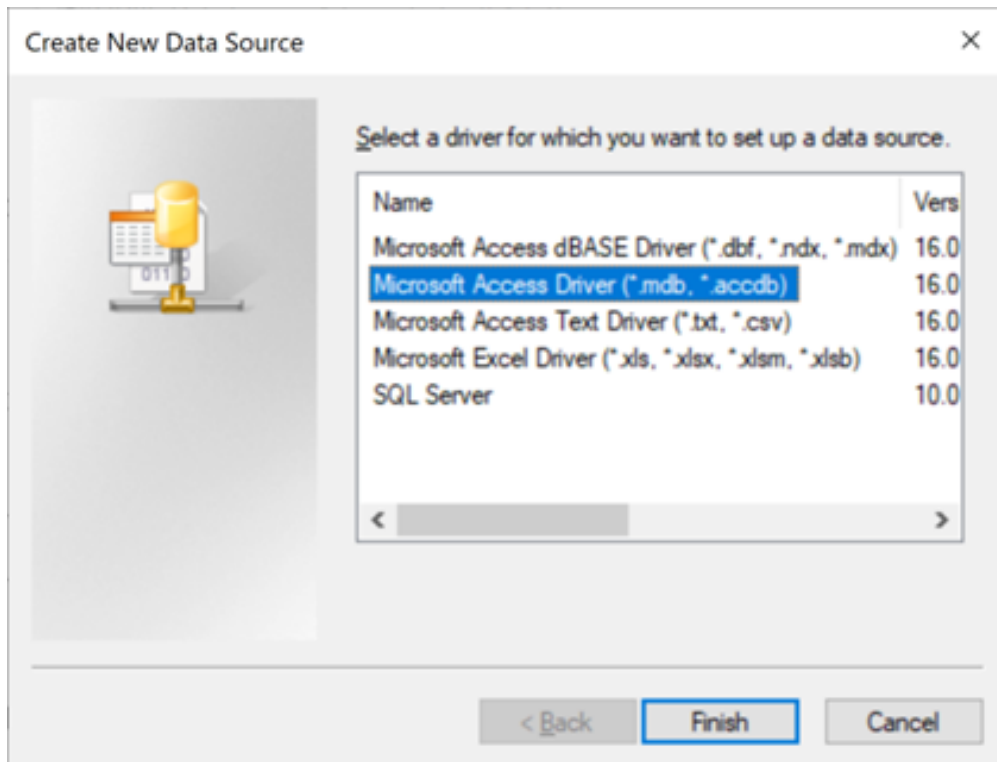 Create New Data Source
Select a driver for which you want to set up a data source.
Name Vers
Microsoft Access dBASE Driver (*.dbf, *.ndx, *.mdx) 16.0
Microsoft Access Driver (*.mdb, *.accdb) 16.0
Microsoft Access Text Driver (*.txt, *.csv) 16.0
Microsoft Excel Driver (*.xls, *.xlsx, *.xlsm, *.xlsb) 16.0
SQL Server 10.0
< Back Finish Cancel